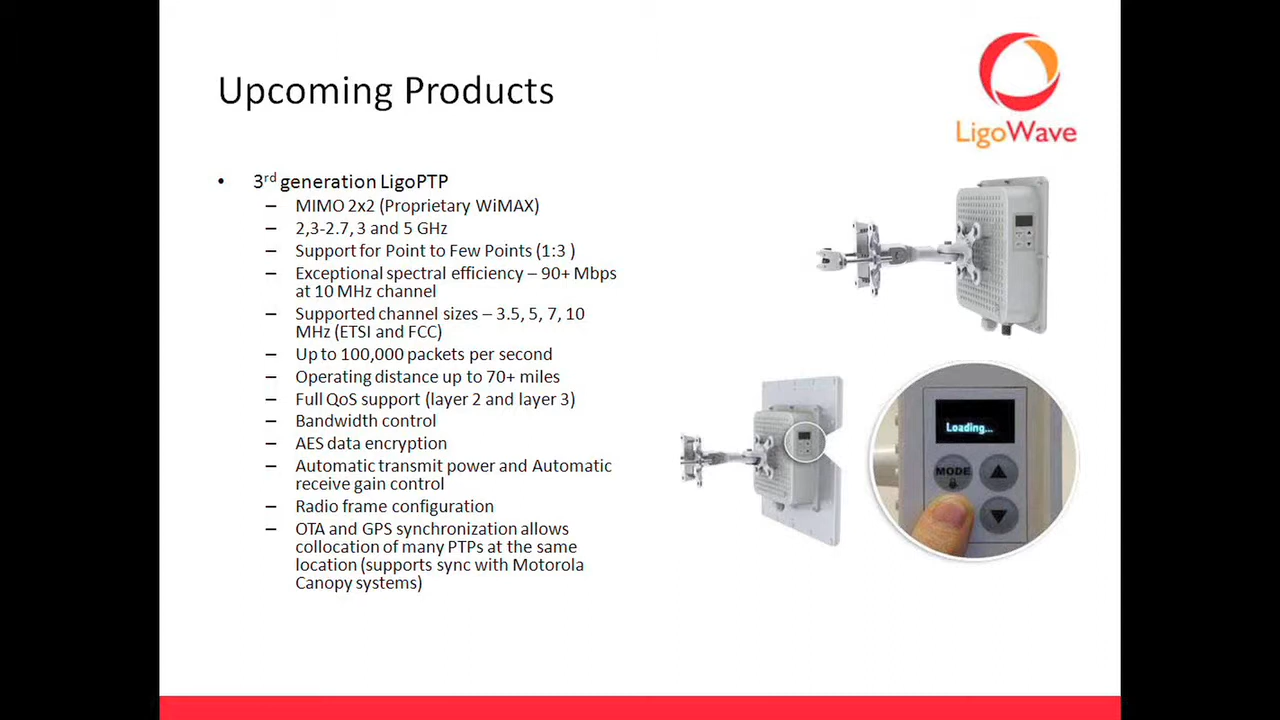 Upcoming Products
LigoWave
• 3rd generation LigoPTP
– MIMO 2x2 (Proprietary WiMAX)
– 2,3-2.7, 3 and 5 GHz
– Support for Point to Few Points (1:3 )
– Exceptional spectral efficiency – 90+ Mbps
at 10 MHz channel
– Supported channel sizes – 3.5, 5, 7, 10
MHz (ETSI and FCC)
– Up to 100,000 packets per second
– Operating distance up to 70+ miles
– Full QoS support (layer 2 and layer 3)
– Bandwidth control
– AES data encryption
– Automatic transmit power and Automatic
receive gain control
– Radio frame configuration
– OTA and GPS synchronization allows
collocation of many PTPs at the same
location (supports sync with Motorola
Canopy systems)
Loading...
MODE